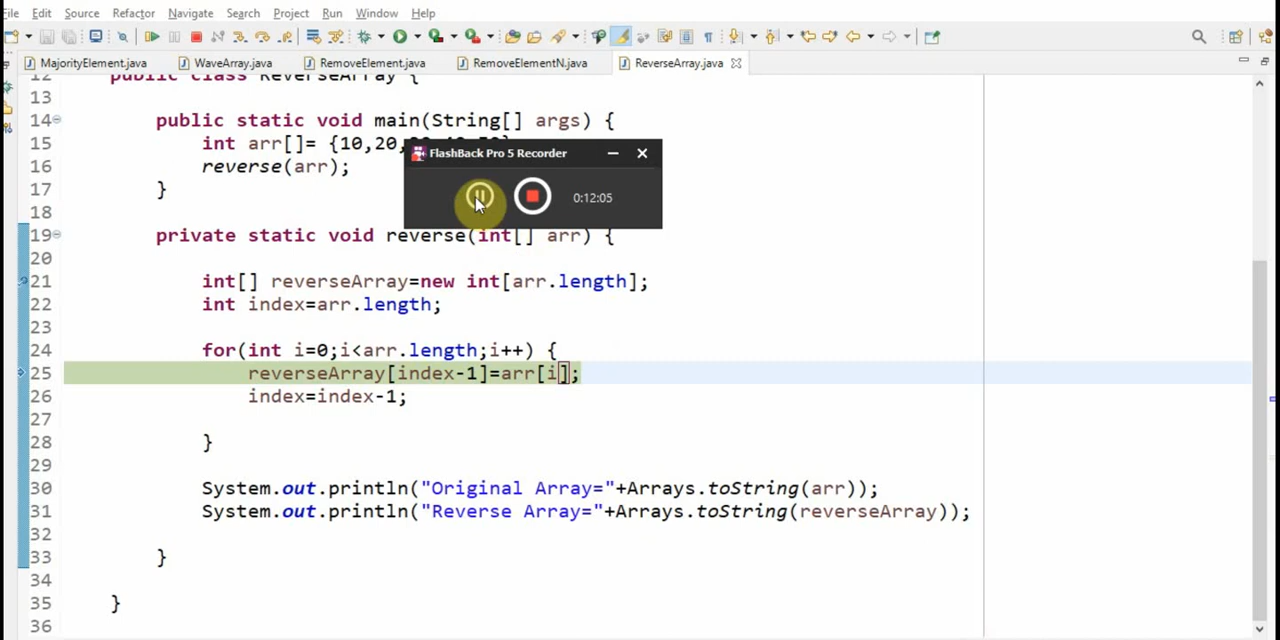 ile Edit Source Refactor Navigate Search Project Run Window Help
MajorityElement.java WaveArray.java RemoveElement.java RemoveElementN.java ReverseArray.java
12 public class ReverseArray {
13
14 public static void main(String[] args) {
15 int arr[]= {10,20,
16 reverse(arr);
17 }
18
19 private static void reverse(int[] arr) {
20
21 int[] reverseArray=new int[arr.length];
22 int index=arr.length;
23
24 for(int i=0;i<arr.length;i++) {
25 reverseArray[index-1]=arr[i];
26 index=index-1;
27
28 }
29
30 System.out.println("Original Array="+Arrays.toString(arr));
31 System.out.println("Reverse Array="+Arrays.toString(reverseArray));
32
33 }
34
35 }
36
FlashBack Pro 5 Recorder
0:12:05